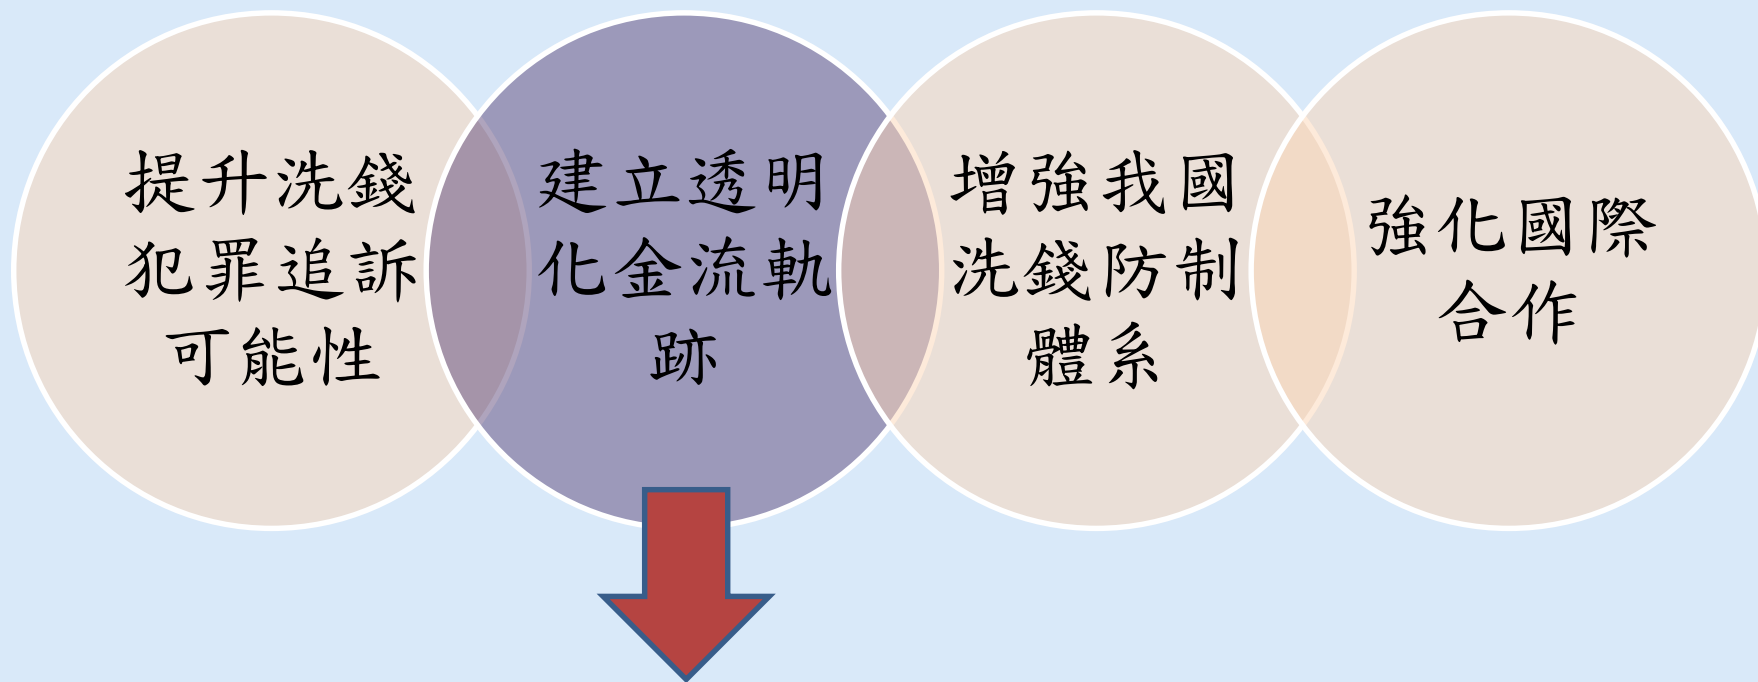 提升洗錢
犯罪追訴
可能性
建立透明
化金流軌
跡
增強我國
洗錢防制
體系
強化國際
合作